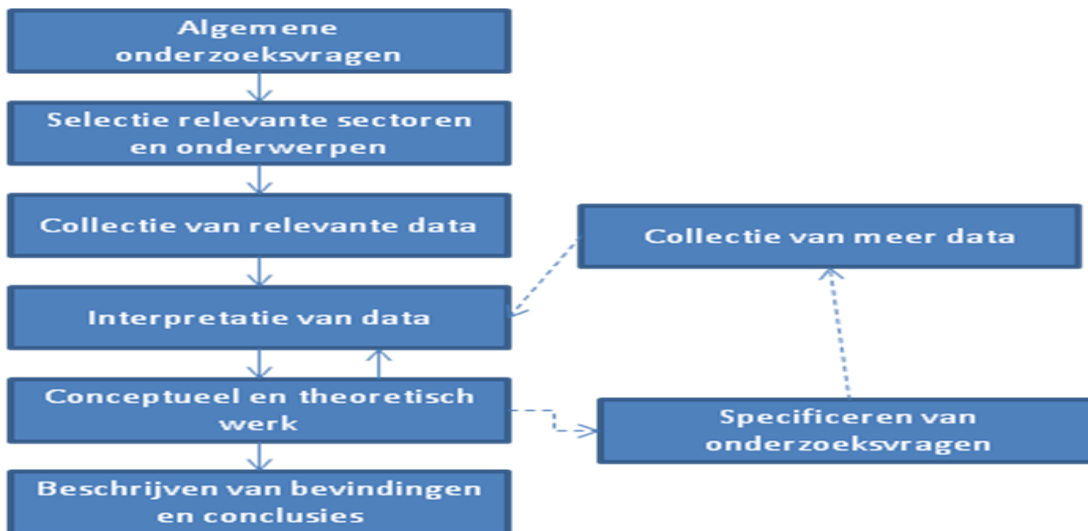 Algemene
onderzoeksvragen
Selectie relevante sectoren
en onderwerpen
Collectie van relevante data
Collectie van meer data
Interpretatie van data
Conceptueel en theoretisch
werk
Specificeren van
onderzoeksvragen
Beschrijven van bevindingen
en conclusies